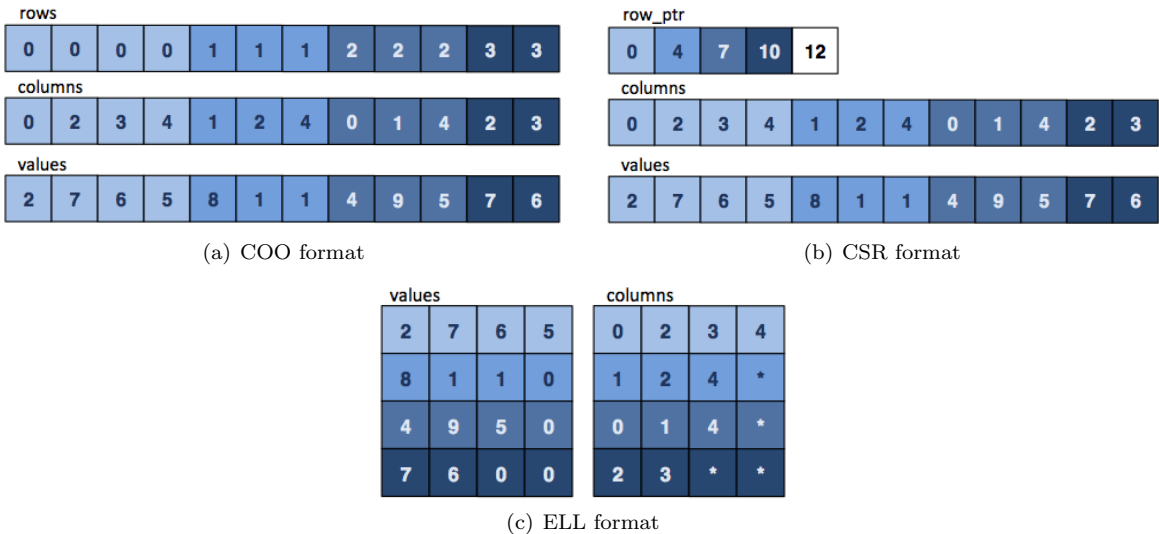 rows
0 0 0 0 1 1 1 2 2 2 3 3
columns
0 2 3 4 1 2 4 0 1 4 2 3
values
2 7 6 5 8 1 1 4 9 5 7 6
(a) COO format
row_ptr
0 4 7 10 12
columns
0 2 3 4 1 2 4 0 1 4 2 3
values
2 7 6 5 8 1 1 4 9 5 7 6
(b) CSR format
values
2 7 6 5
8 1 1 0
4 9 5 0
7 6 0 0
columns
0 2 3 4
1 2 4 *
0 1 4 *
2 3 * *
(c) ELL format